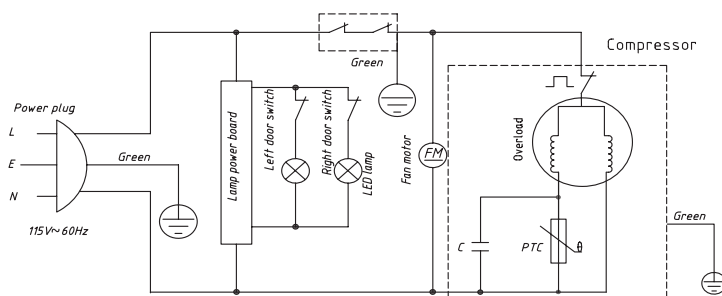 Compressor
Green
Power plug
L
E
N
Green
115V~60Hz
Lamp power board
Left door switch
Right door switch
LED lamp
Fan motor
FM
Overload
C
PTC
θ
Green